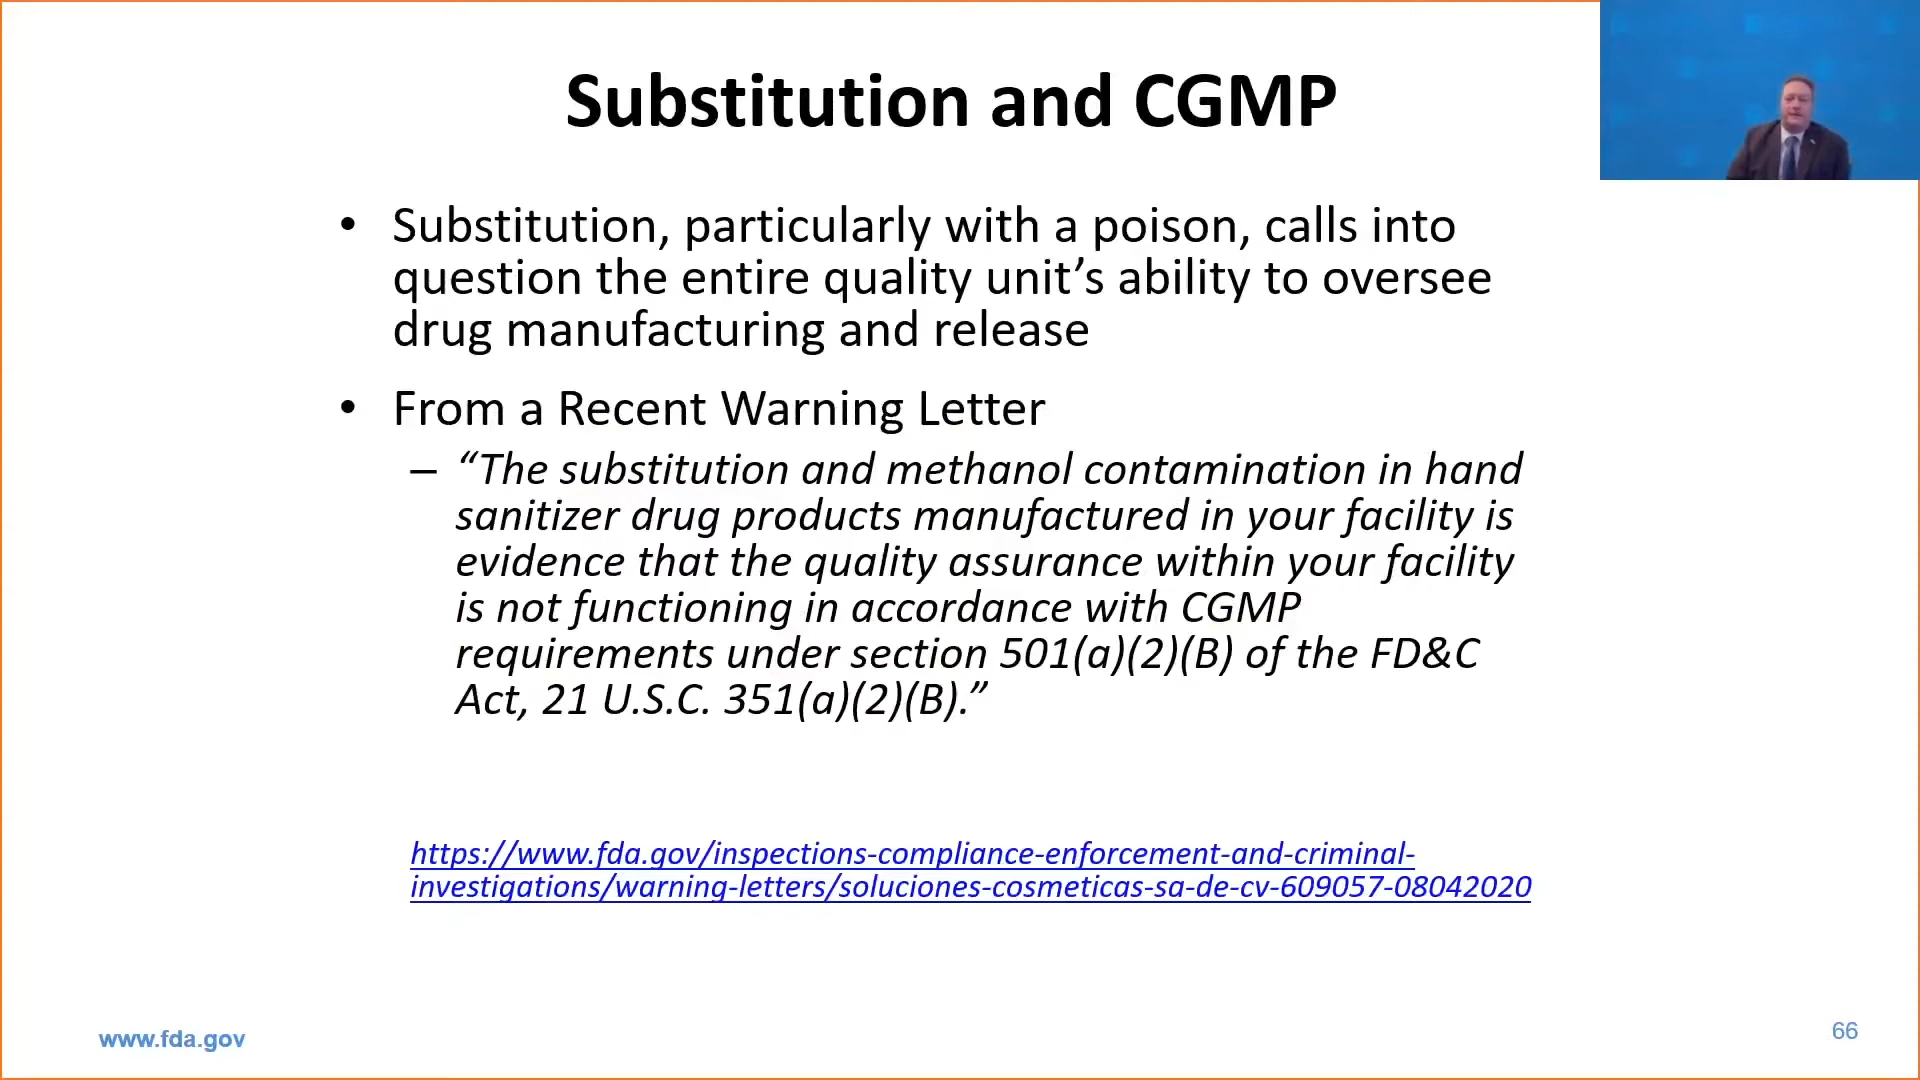 Substitution and CGMP
• Substitution, particularly with a poison, calls into
question the entire quality unit’s ability to oversee
drug manufacturing and release
• From a Recent Warning Letter
– “The substitution and methanol contamination in hand
sanitizer drug products manufactured in your facility is
evidence that the quality assurance within your facility
is not functioning in accordance with CGMP
requirements under section 501(a)(2)(B) of the FD&C
Act, 21 U.S.C. 351(a)(2)(B).”
https://www.fda.gov/inspections-compliance-enforcement-and-criminal-
investigations/warning-letters/soluciones-cosmeticas-sa-de-cv-609057-08042020
www.fda.gov
66